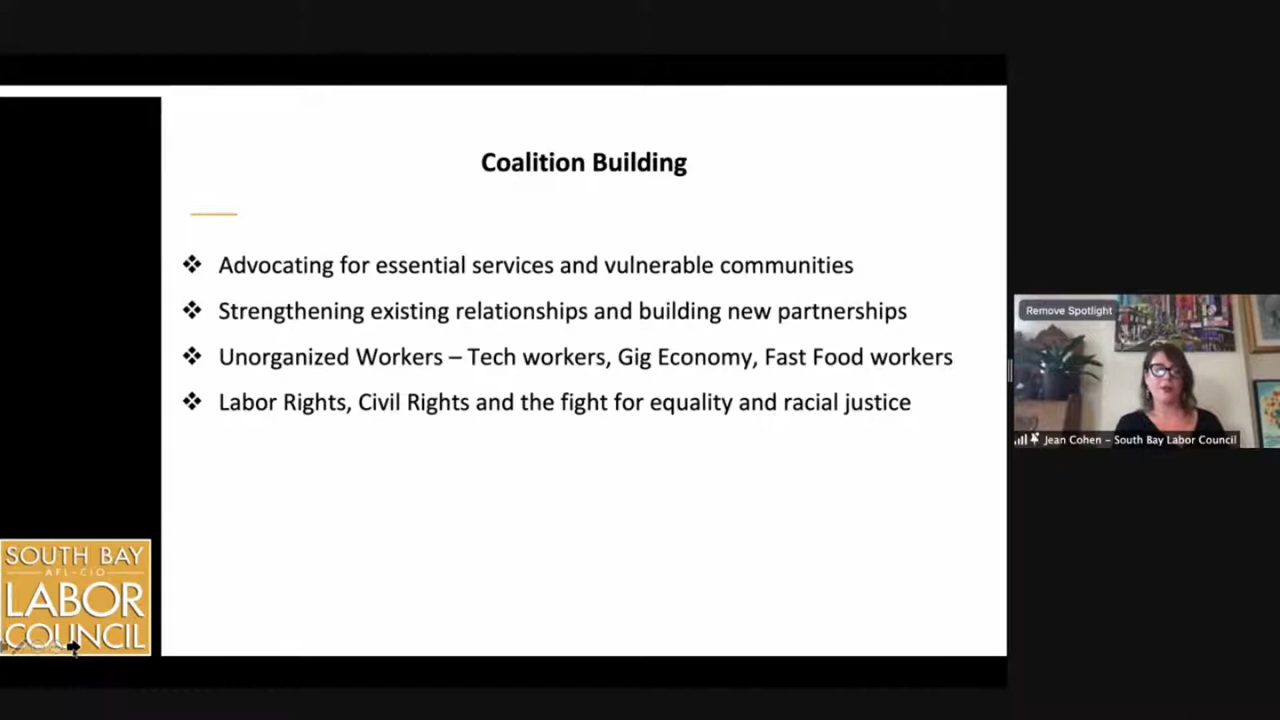 Coalition Building
❖ Advocating for essential services and vulnerable communities
❖ Strengthening existing relationships and building new partnerships
❖ Unorganized Workers – Tech workers, Gig Economy, Fast Food workers
❖ Labor Rights, Civil Rights and the fight for equality and racial justice
SOUTH BAY
AFL-CIO
LABOR
COUNCIL
Remove Spotlight
Jean Cohen – South Bay Labor Council